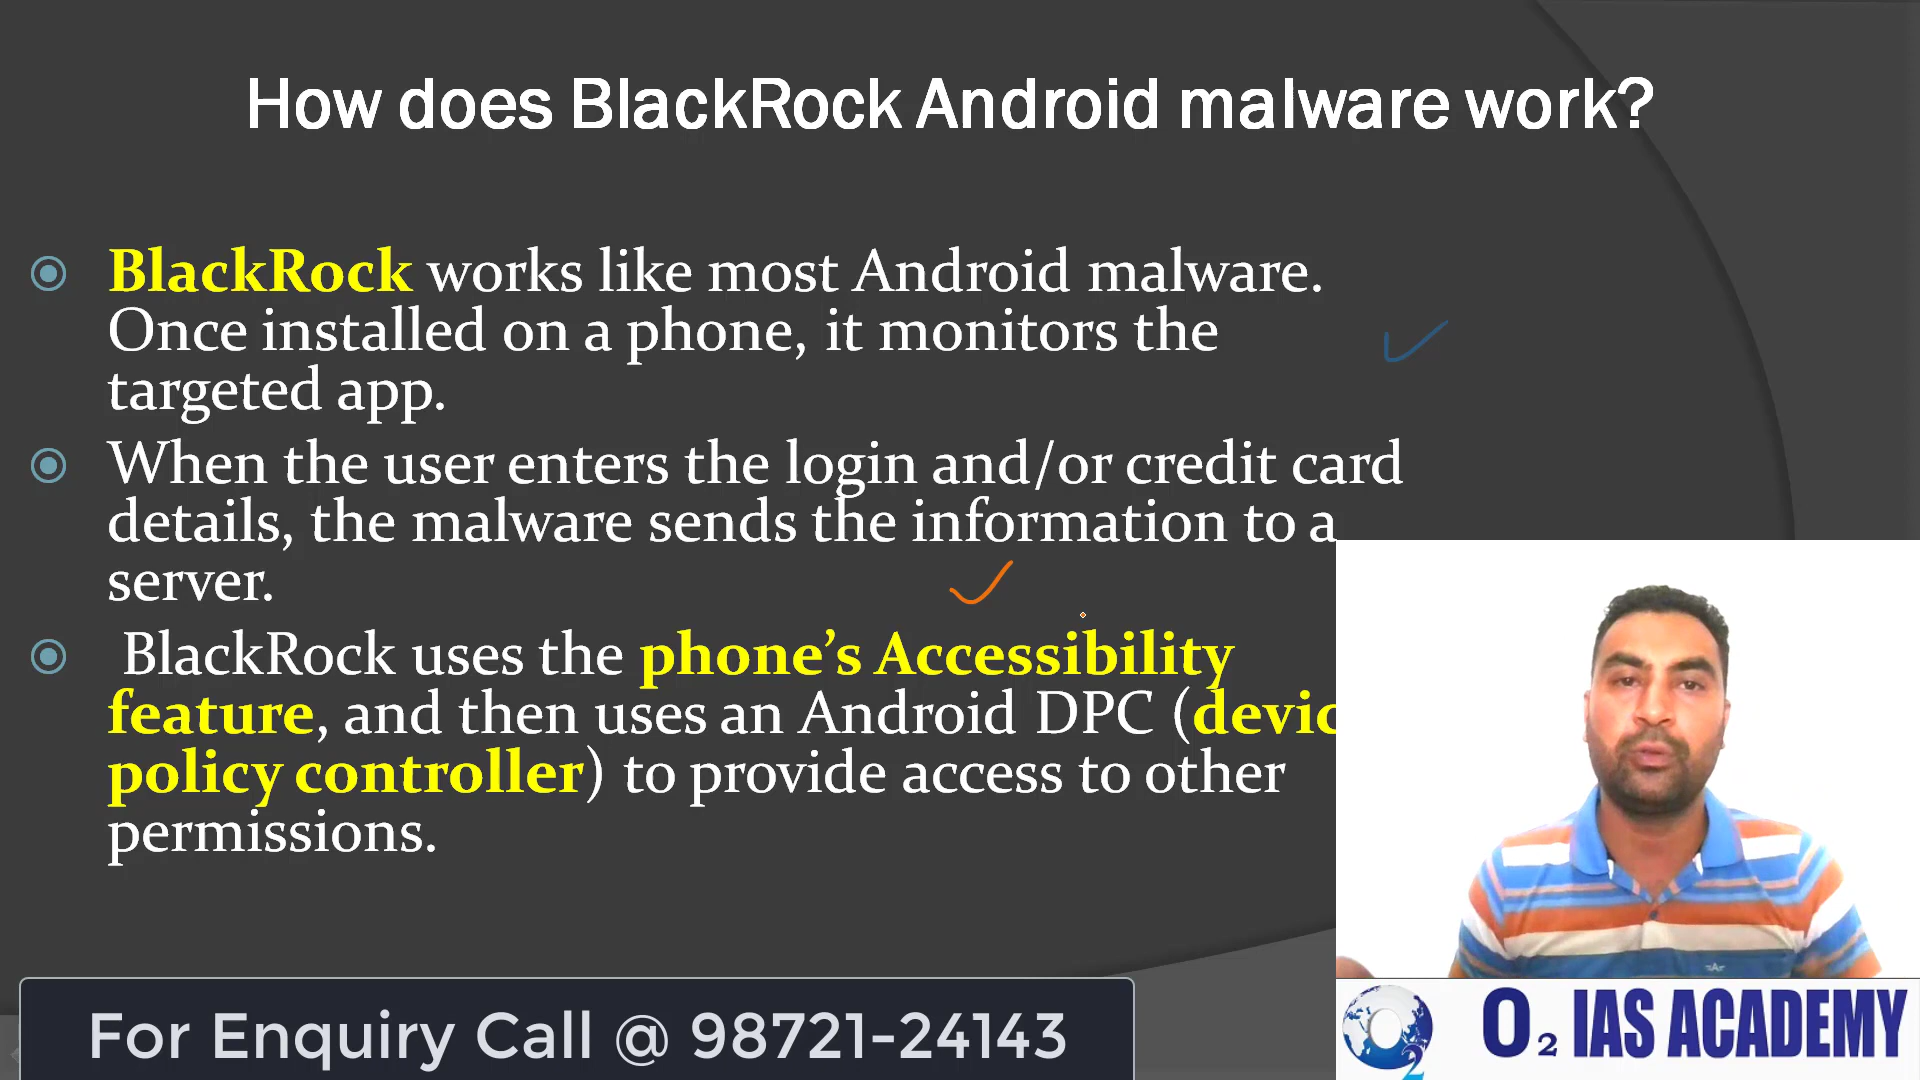 How does BlackRock Android malware work?
BlackRock works like most Android malware.
Once installed on a phone, it monitors the
targeted app.
When the user enters the login and/or credit card
details, the malware sends the information to a
server.
BlackRock uses the phone’s Accessibility
feature, and then uses an Android DPC (devic
policy controller) to provide access to other
permissions.
For Enquiry Call @ 98721-24143
O2 IAS ACADEMY